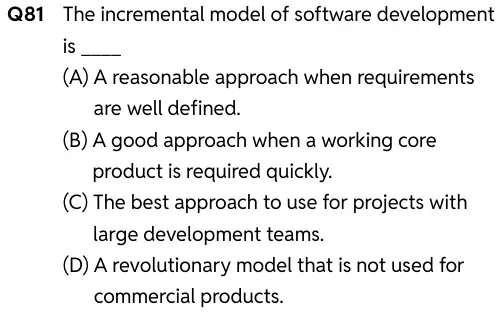 Q81 The incremental model of software development
is ____
(A) A reasonable approach when requirements
are well defined.
(B) A good approach when a working core
product is required quickly.
(C) The best approach to use for projects with
large development teams.
(D) A revolutionary model that is not used for
commercial products.